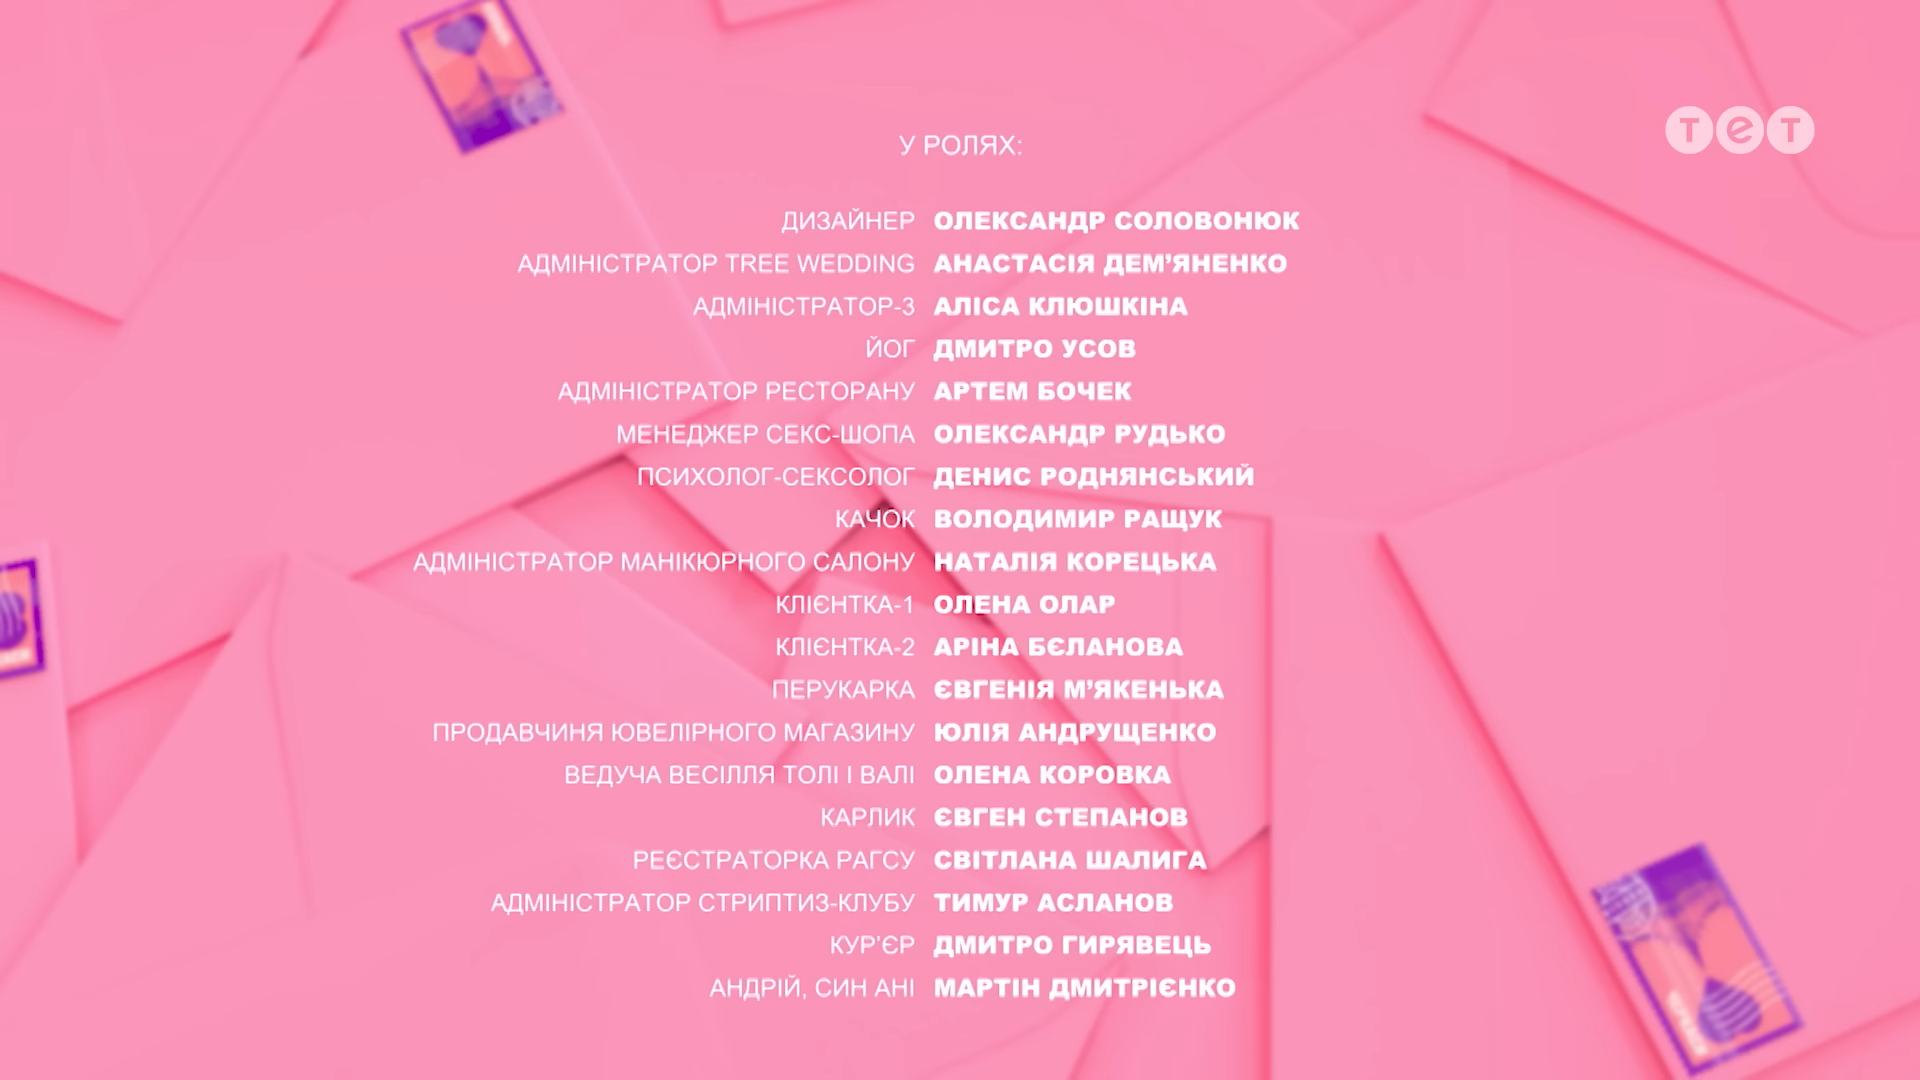 тет
У РОЛЯХ:
ДИЗАЙНЕР ОЛЕКСАНДР СОЛОВОНЮК
АДМІНІСТРАТОР TREE WEDDING АНАСТАСІЯ ДЕМ’ЯНЕНКО
АДМІНІСТРАТОР-3 АЛІСА КЛЮШКІНА
ЙОГ ДМИТРО УСОВ
АДМІНІСТРАТОР РЕСТОРАНУ АРТЕМ БОЧЕК
МЕНЕДЖЕР СЕКС-ШОПА ОЛЕКСАНДР РУДЬКО
ПСИХОЛОГ-СЕКСОЛОГ ДЕНИС РОДНЯНСЬКИЙ
КАЧОК ВОЛОДИМИР РАЩУК
АДМІНІСТРАТОР МАНІКЮРНОГО САЛОНУ НАТАЛІЯ КОРЕЦЬКА
КЛІЄНТКА-1 ОЛЕНА ОЛАР
КЛІЄНТКА-2 АРІНА БЄЛАНОВА
ПЕРУКАРКА ЄВГЕНІЯ М’ЯКЕНЬКА
ПРОДАВЧИНЯ ЮВЕЛІРНОГО МАГАЗИНУ ЮЛІЯ АНДРУЩЕНКО
ВЕДУЧА ВЕСІЛЛЯ ТОЛІ І ВАЛІ ОЛЕНА КОРОВКА
КАРЛИК ЄВГЕН СТЕПАНОВ
РЕЄСТРАТОРКА РАГСУ СВІТЛАНА ШАЛИГА
АДМІНІСТРАТОР СТРИПТИЗ-КЛУБУ ТИМУР АСЛАНОВ
КУР’ЄР ДМИТРО ГИРЯВЕЦЬ
АНДРІЙ, СИН АНІ МАРТІН ДМИТРІЄНКО